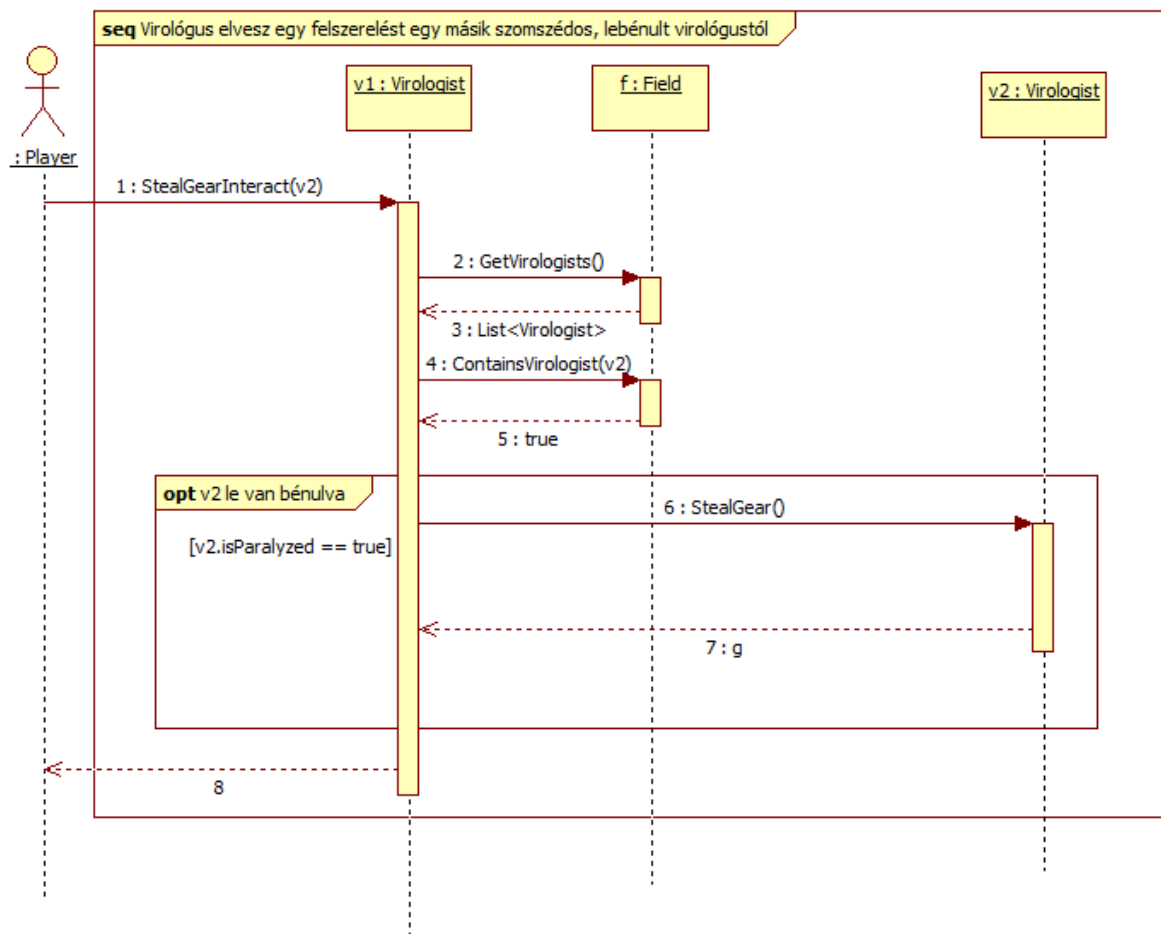 seq Virológus elvesz egy felszerelést egy másik szomszédos, lebénult virológustól
v1 : Virologist
f : Field
v2 : Virologist
: Player
1 : StealGearInteract(v2)
2 : GetVirologists()
3 : List<Virologist>
4 : ContainsVirologist(v2)
5 : true
opt v2 le van bénulva
6 : StealGear()
[v2.isParalyzed == true]
7 : g
8